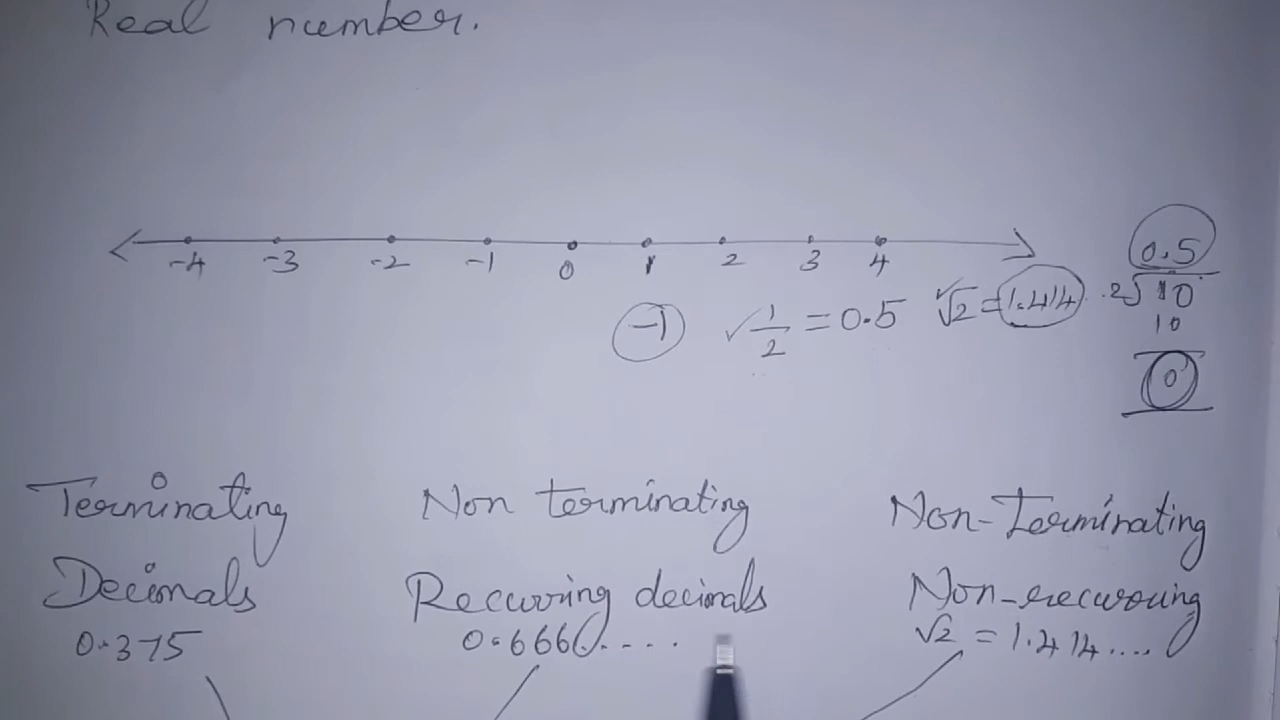 Real number.
-4 -3 -2 -1 0 1 2 3 4
-1 ✓ 1/2 = 0.5 √2 = 1.414
0.5
2 10
10
0
Terminating Non terminating Non-Terminating
Decimals Recurring decimals Non-recurring
0.375 0.6660.... √2 = 1.414....